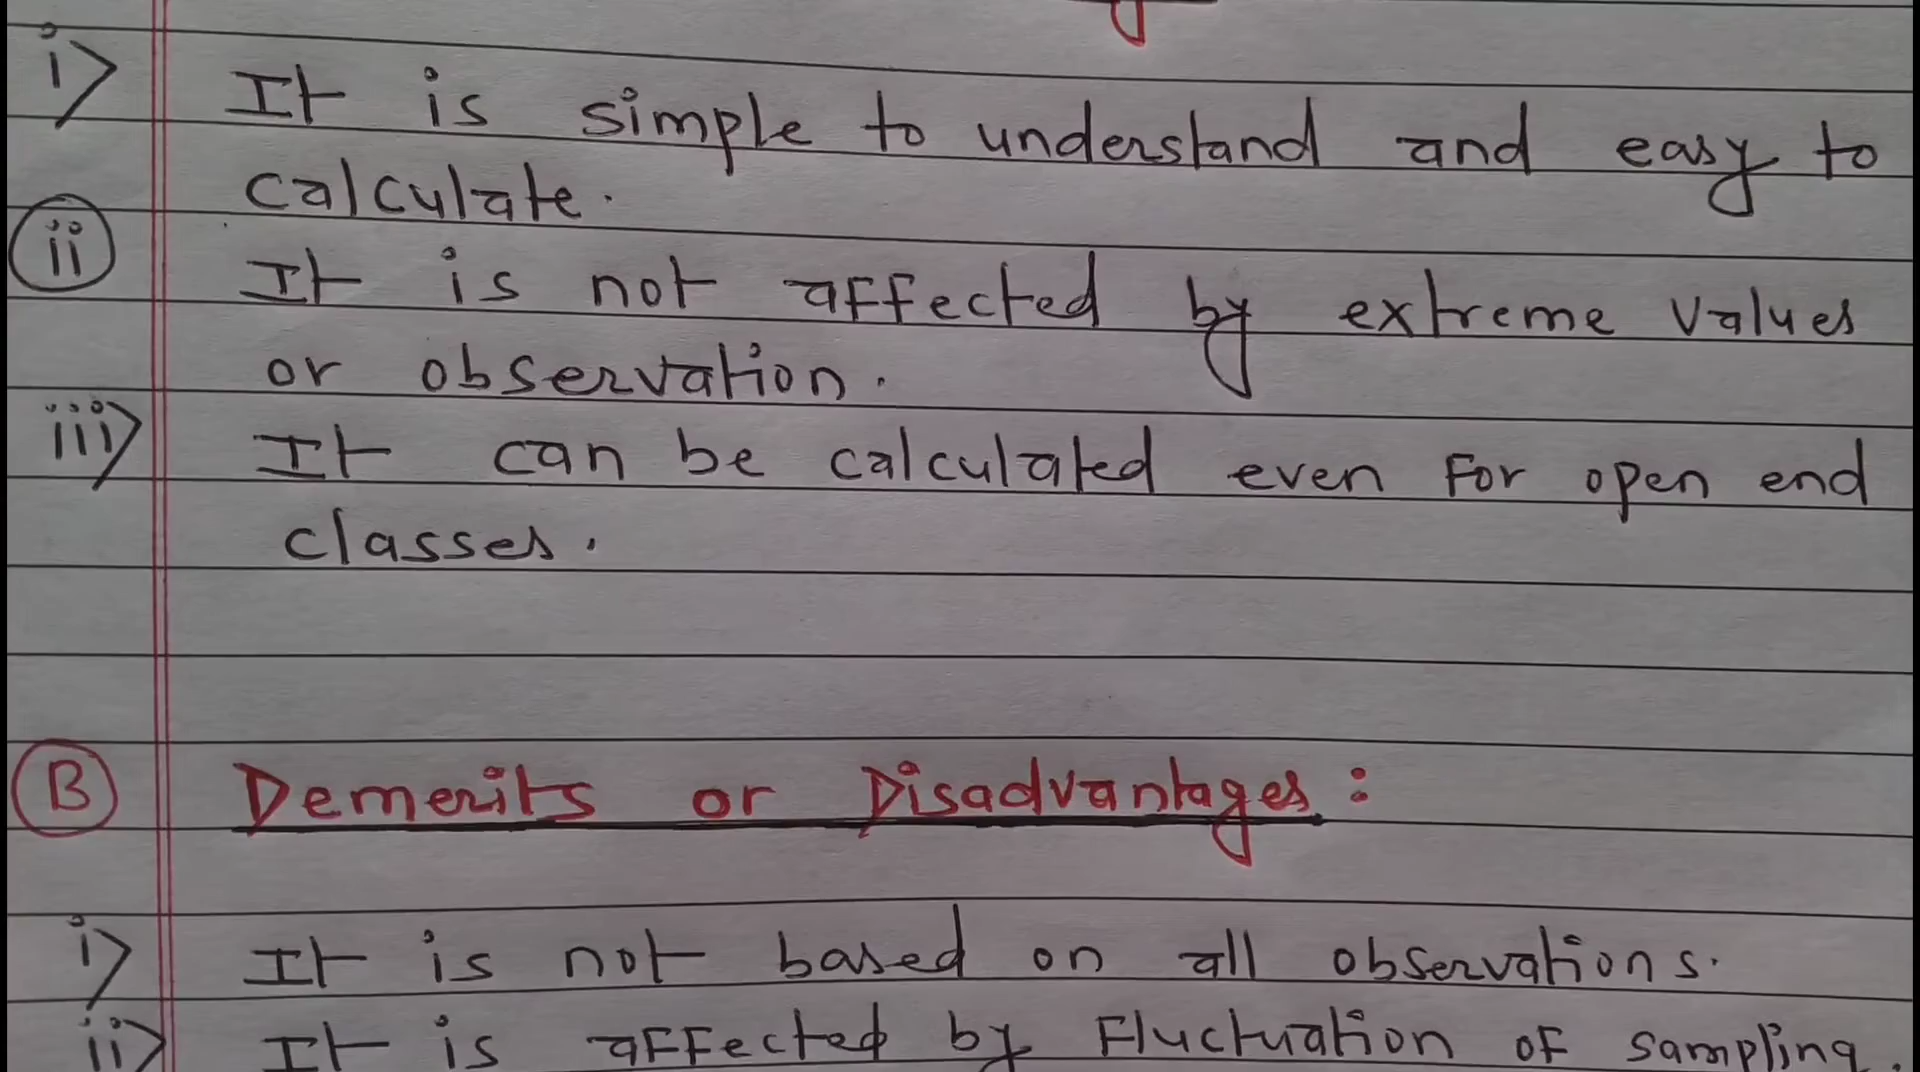 i) It is simple to understand and easy to
calculate.
ii It is not affected by extreme values
or observation.
iii) It can be calculated even for open end
classes.
B Demerits or Disadvantages :
i) It is not based on all observations.
ii) It is affected by Fluctuation of sampling.